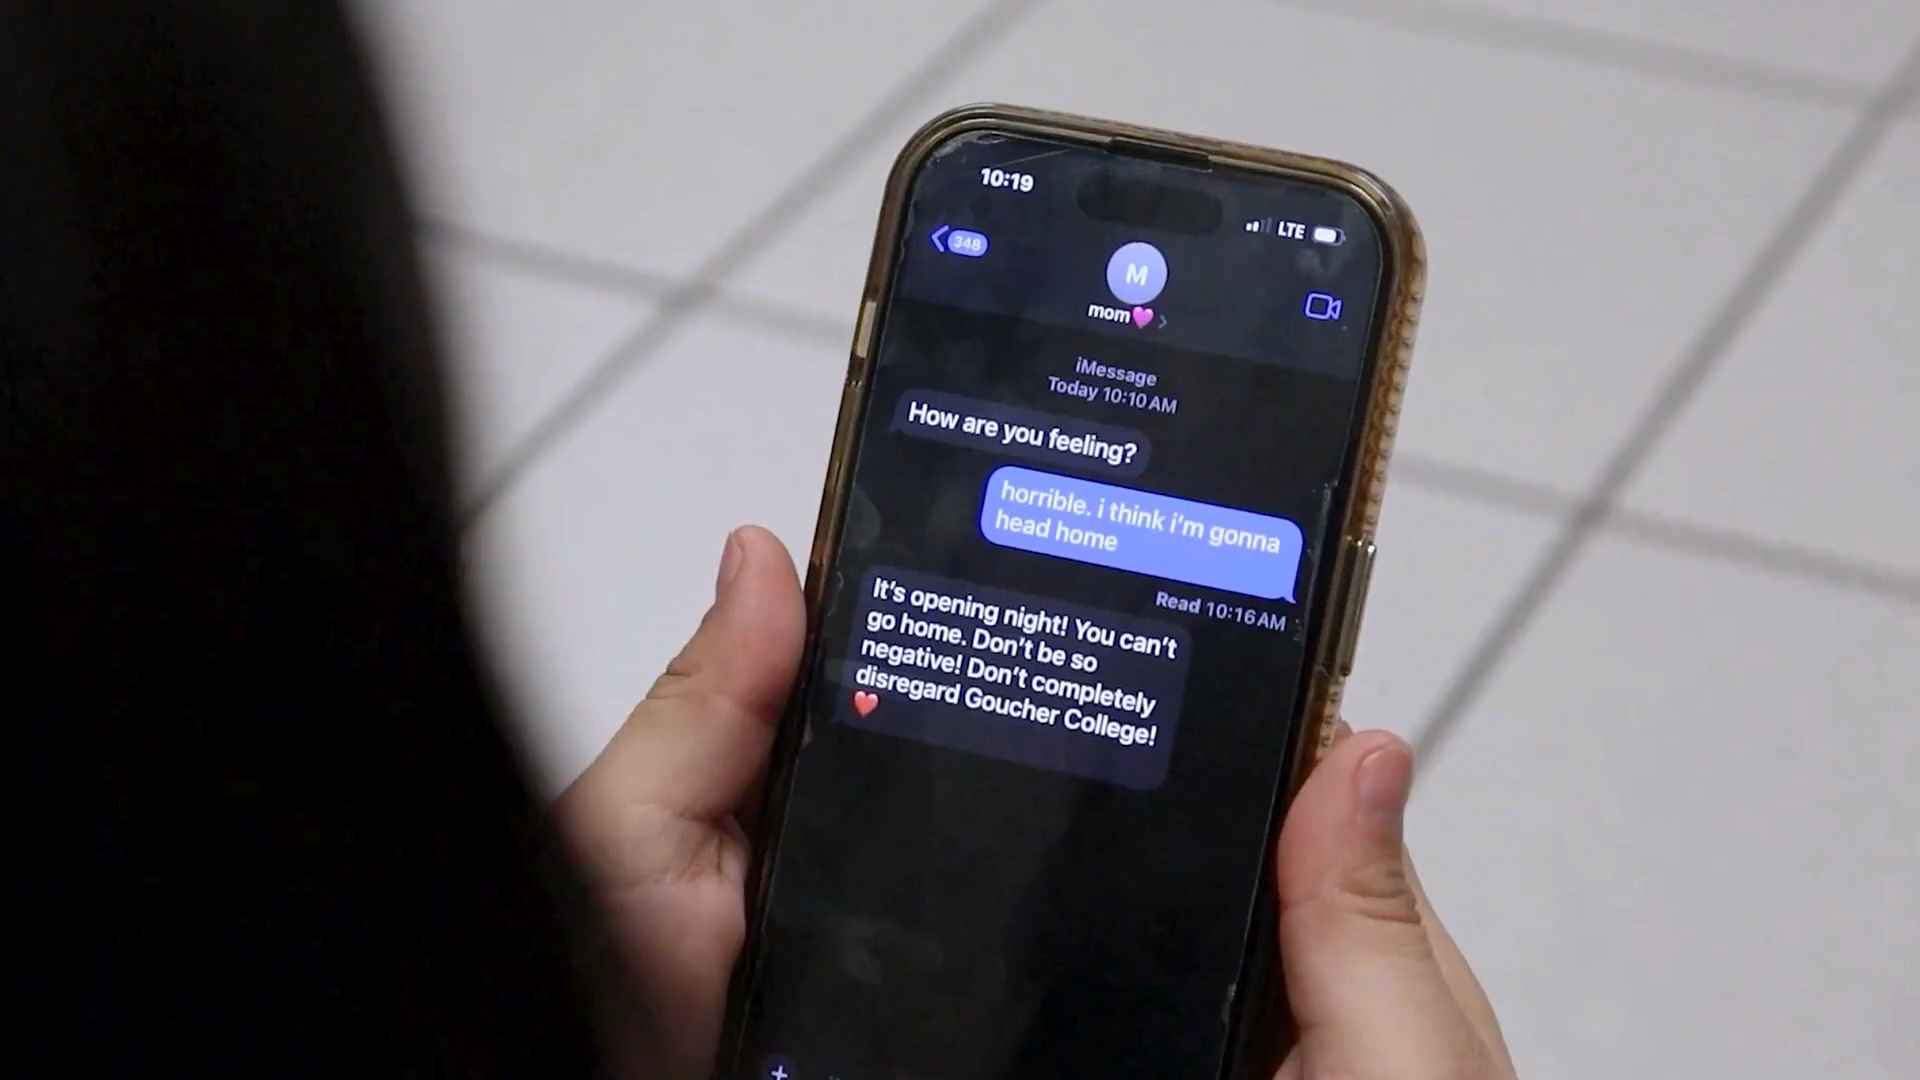 10:19
LTE
348
M
mom💗
iMessage
Today 10:10 AM
How are you feeling?
horrible. i think i'm gonna
head home
Read 10:16 AM
It's opening night! You can't
go home. Don't be so
negative! Don't completely
disregard Goucher College!
❤️